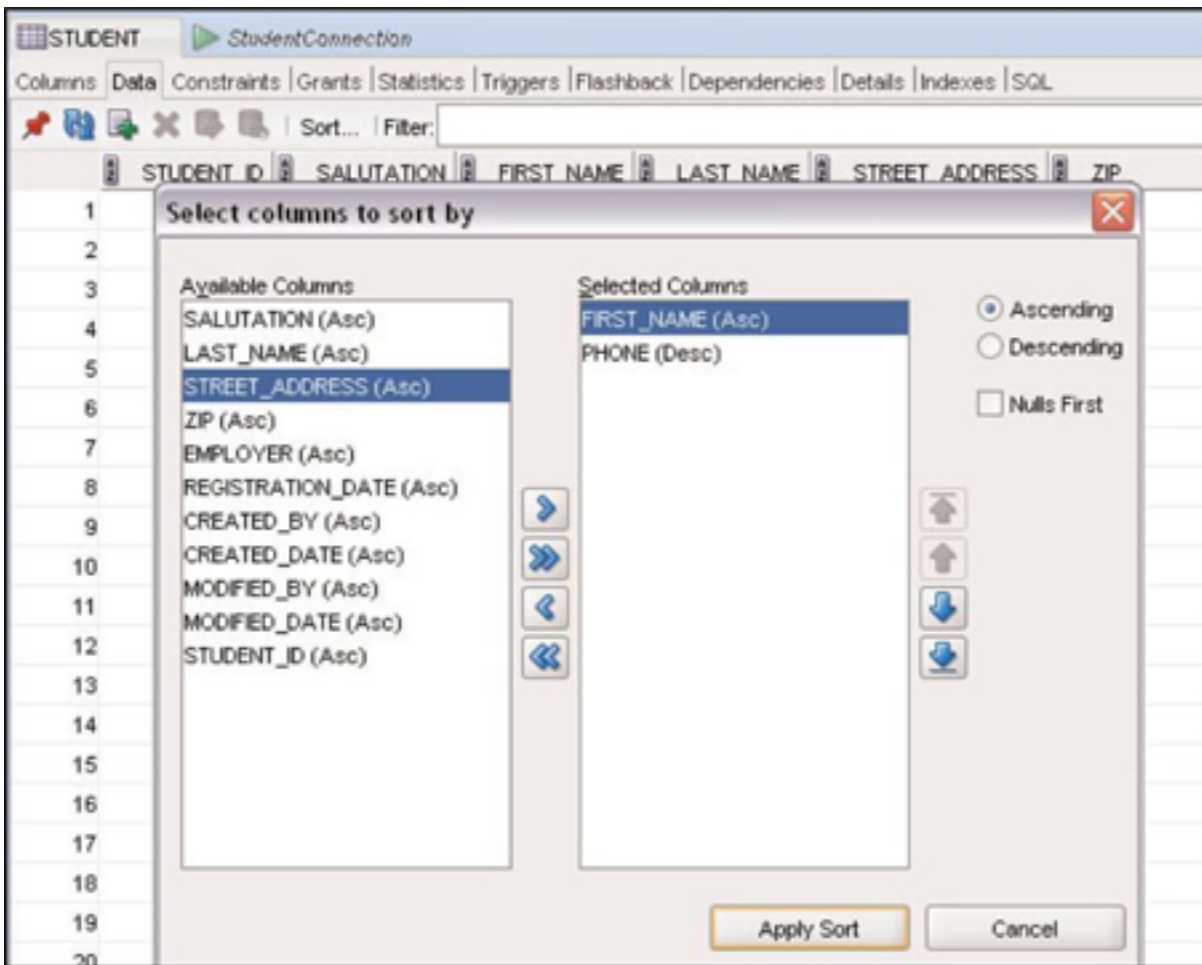 STUDENT StudentConnection
Columns Data Constraints |Grants |Statistics |Triggers |Flashback |Dependencies |Details |Indexes |SQL
Sort... Filter:
STUDENT_ID SALUTATION FIRST_NAME LAST_NAME STREET_ADDRESS ZIP
1
Select columns to sort by
2
3
Available Columns
Selected Columns
4
SALUTATION (Asc)
FIRST_NAME (Asc)
Ascending
5
LAST_NAME (Asc)
PHONE (Desc)
Descending
STREET_ADDRESS (Asc)
6
ZIP (Asc)
Nulls First
7
EMPLOYER (Asc)
8
REGISTRATION_DATE (Asc)
9
CREATED_BY (Asc)
10
CREATED_DATE (Asc)
MODIFIED_BY (Asc)
11
MODIFIED_DATE (Asc)
12
STUDENT_ID (Asc)
13
14
15
16
17
18
19
Apply Sort Cancel
20